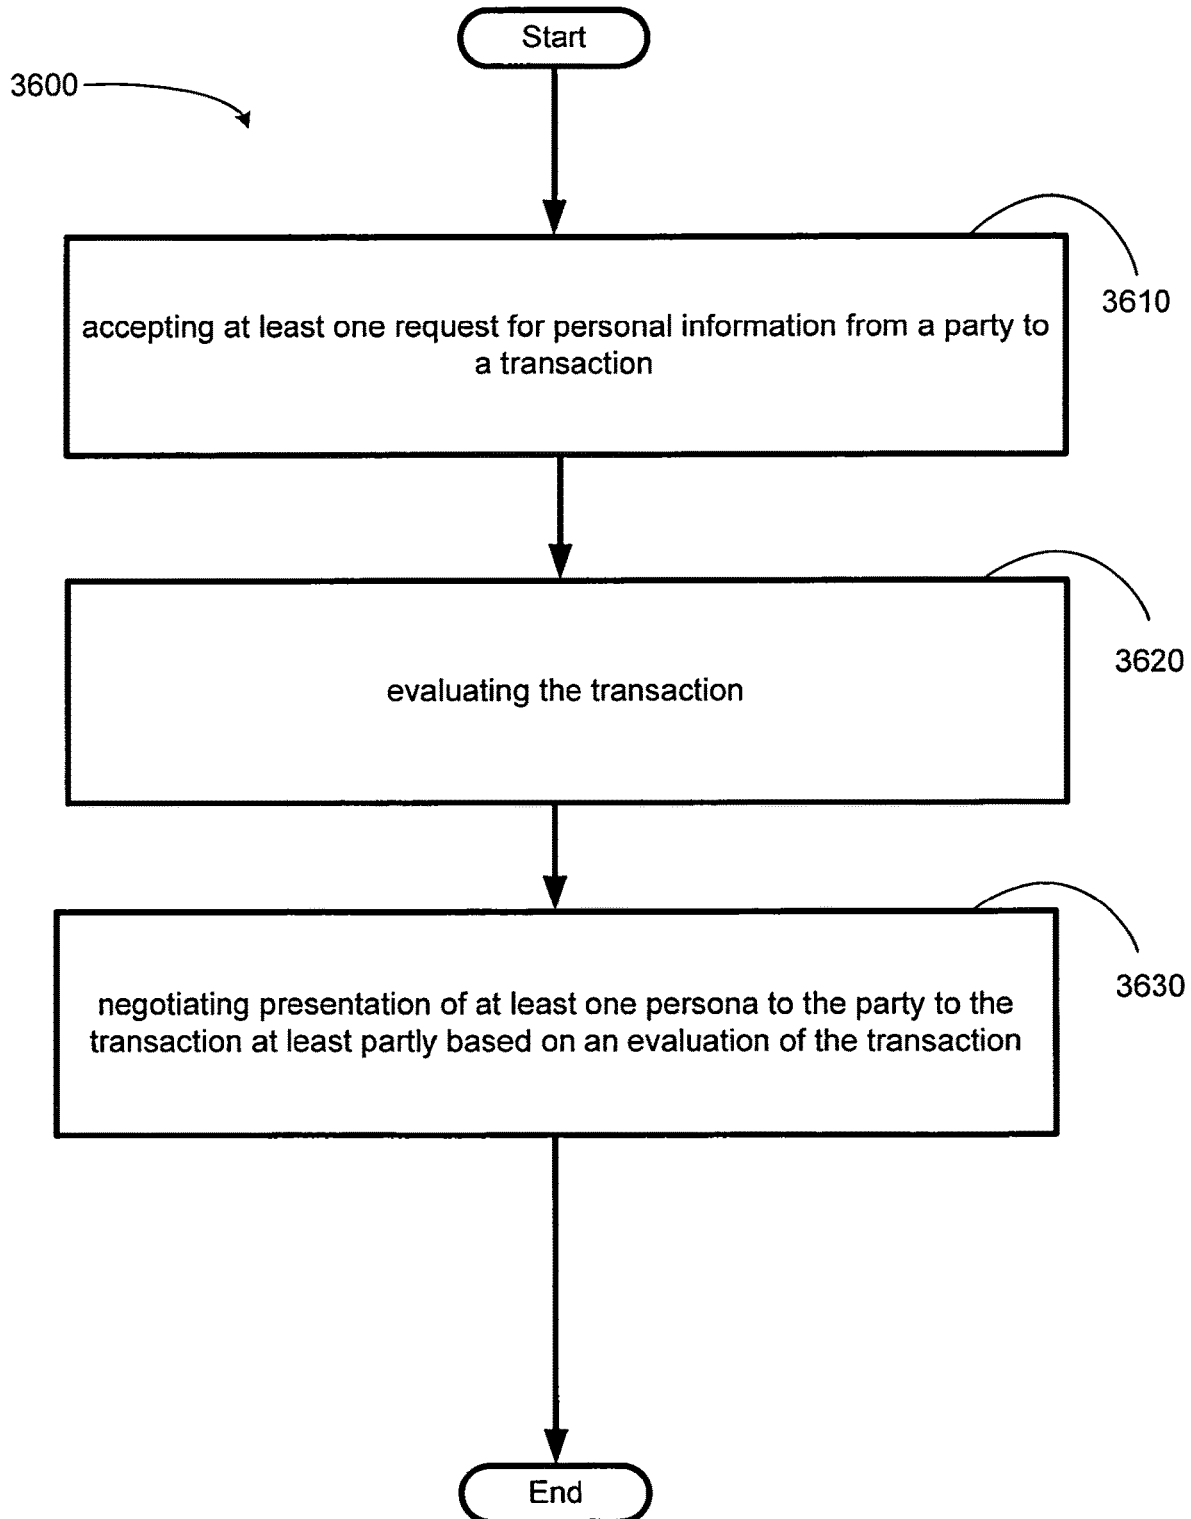 Start
3600
3610
accepting at least one request for personal information from a party to
a transaction
3620
evaluating the transaction
3630
negotiating presentation of at least one persona to the party to the
transaction at least partly based on an evaluation of the transaction
End